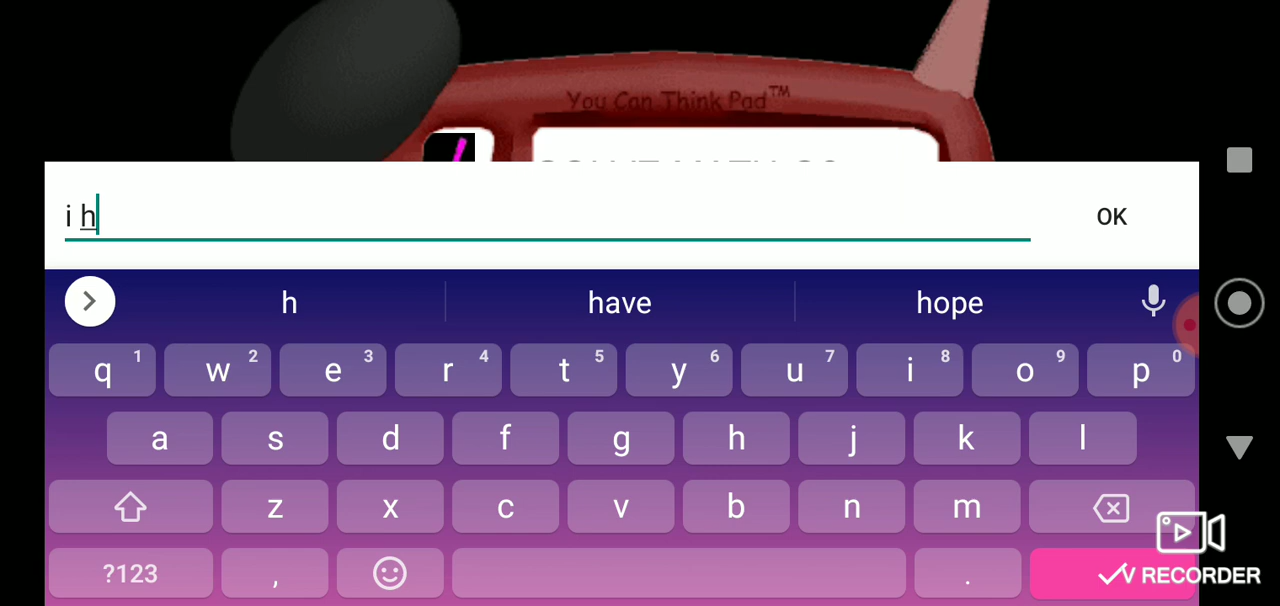 You Can Think Pad™
i h
OK
h have hope
q 1 w 2 e 3 r 4 t 5 y 6 u 7 i 8 o 9 p 0
a s d f g h j k l
z x c v b n m
?123 , .
V RECORDER